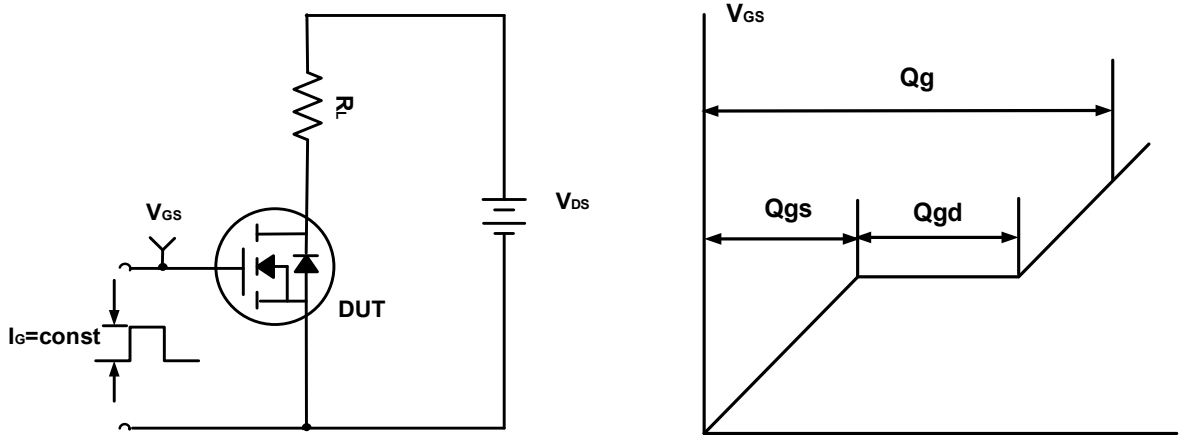 RL
VGS
VDS
DUT
IG=const
VGS
Qg
Qgs
Qgd